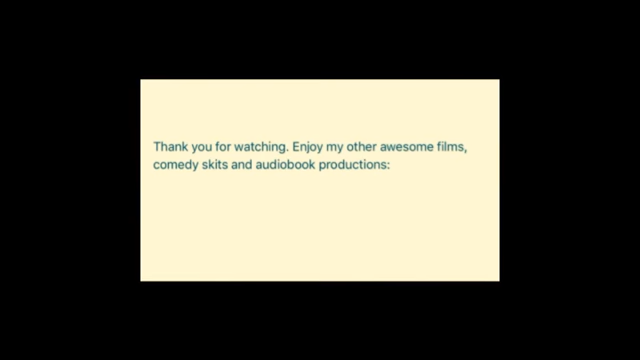 Thank you for watching. Enjoy my other awesome films,
comedy skits and audiobook productions: